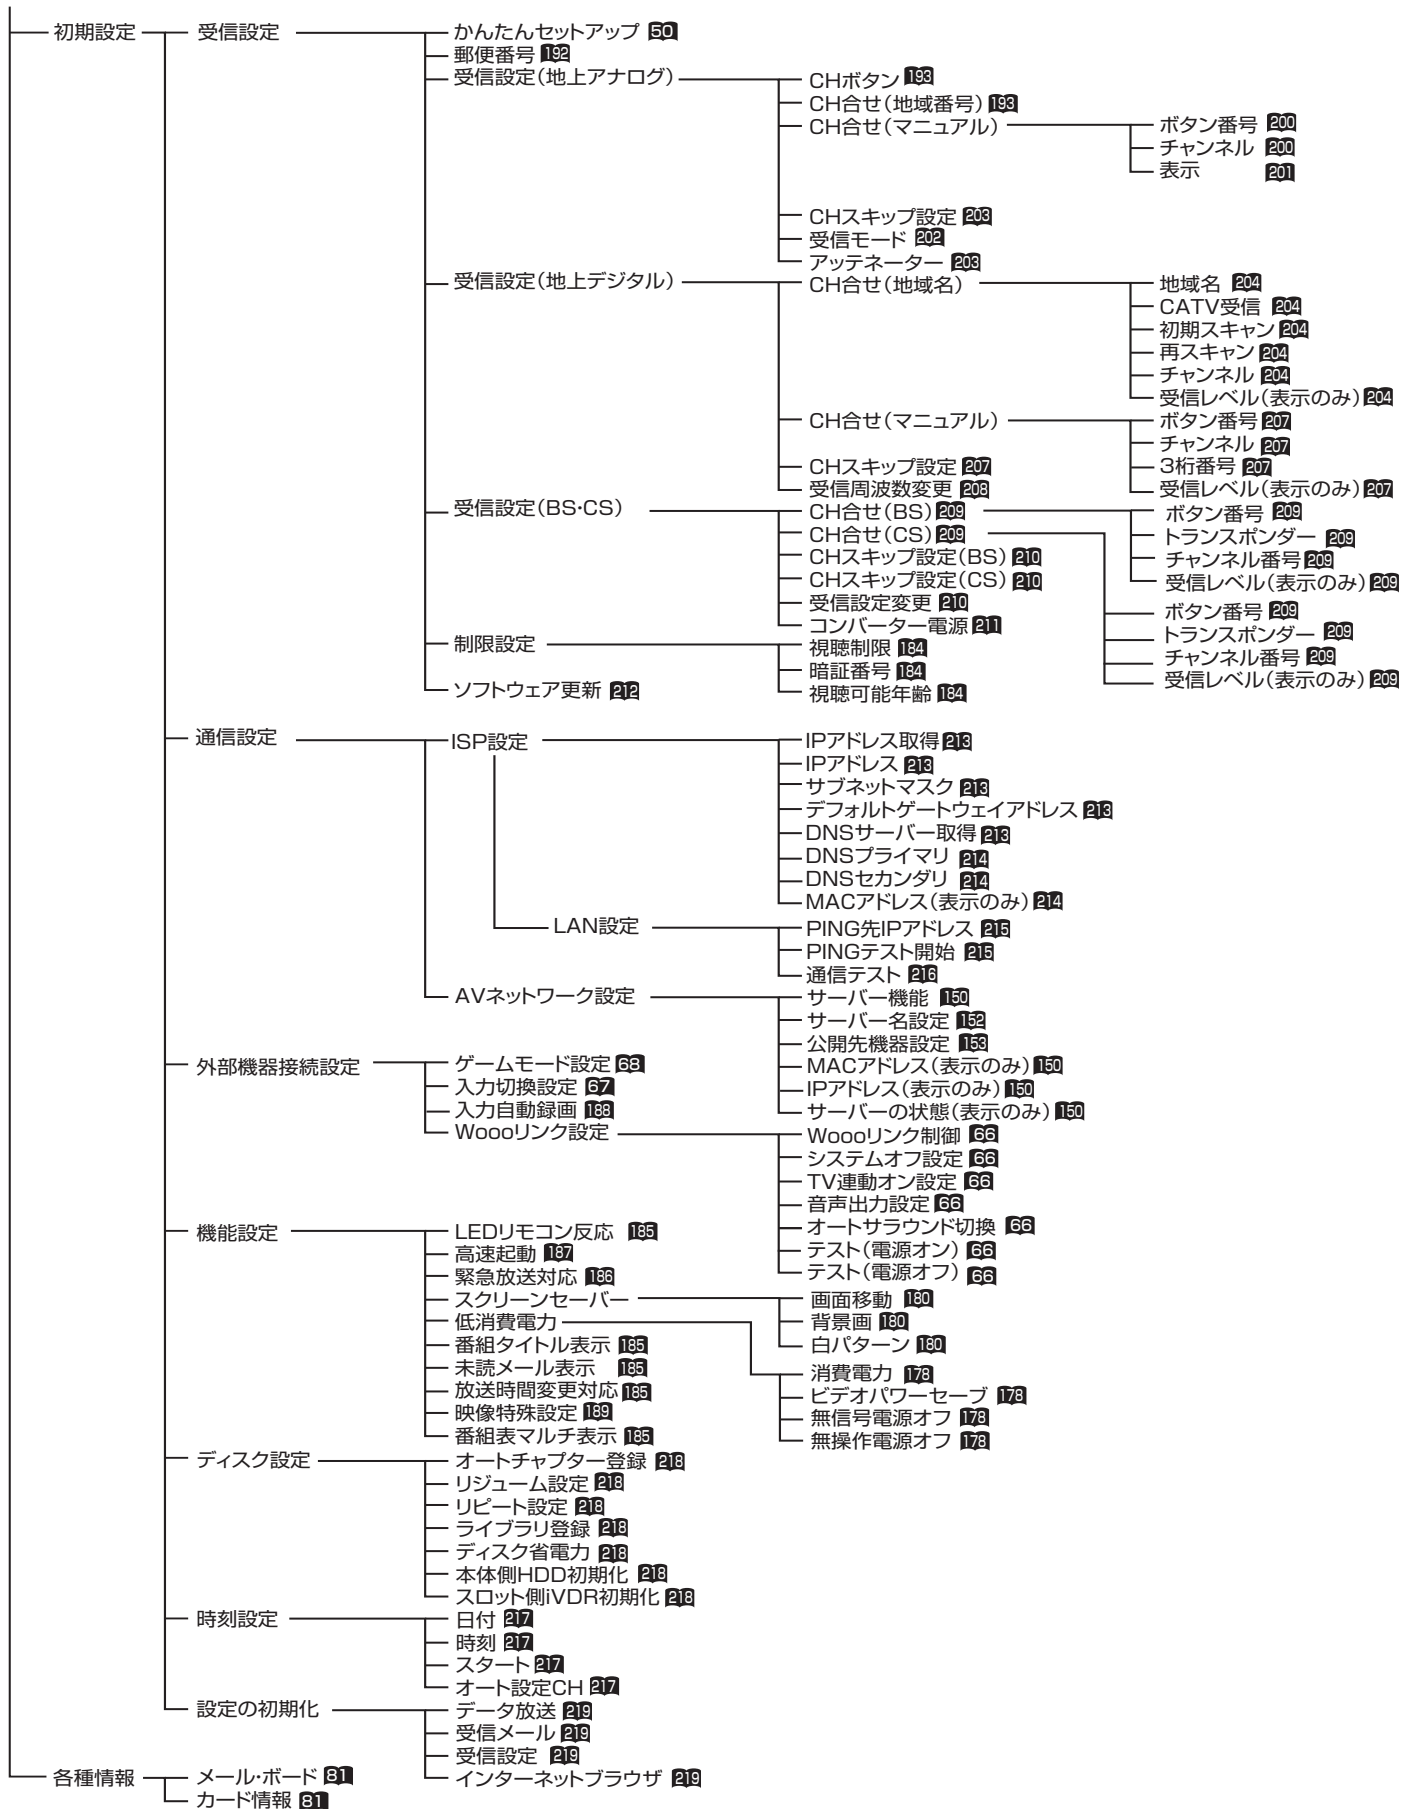 初期設定
受信設定
かんたんセットアップ 50
郵便番号 192
受信設定(地上アナログ)
CHボタン 193
CH合せ(地域番号) 193
CH合せ(マニュアル)
ボタン番号 200
チャンネル 200
表示 201
CHスキップ設定 203
受信モード 202
アッテネーター 203
受信設定(地上デジタル)
CH合せ(地域名)
地域名 204
CATV受信 204
初期スキャン 204
再スキャン 204
チャンネル 204
受信レベル(表示のみ) 204
CH合せ(マニュアル)
ボタン番号 207
チャンネル 207
3桁番号 207
受信レベル(表示のみ) 207
CHスキップ設定 207
受信周波数変更 208
受信設定(BS・CS)
CH合せ(BS) 209
ボタン番号 209
トランスポンダー 209
チャンネル番号 209
受信レベル(表示のみ) 209
CH合せ(CS) 209
ボタン番号 209
トランスポンダー 209
チャンネル番号 209
受信レベル(表示のみ) 209
CHスキップ設定(BS) 210
CHスキップ設定(CS) 210
受信設定変更 210
コンバーター電源 211
制限設定
視聴制限 184
暗証番号 184
視聴可能年齢 184
ソフトウェア更新 212
通信設定
ISP設定
IPアドレス取得 213
IPアドレス 213
サブネットマスク 213
デフォルトゲートウェイアドレス 213
DNSサーバー取得 213
DNSプライマリ 214
DNSセカンダリ 214
MACアドレス(表示のみ) 214
LAN設定
PING先IPアドレス 215
PINGテスト開始 215
通信テスト 216
AVネットワーク設定
サーバー機能 150
サーバー名設定 152
公開先機器設定 153
MACアドレス(表示のみ) 150
IPアドレス(表示のみ) 150
サーバーの状態(表示のみ) 150
外部機器接続設定
ゲームモード設定 68
入力切換設定 67
入力自動録画 188
Woooリンク設定
Woooリンク制御 66
システムオフ設定 66
TV連動オン設定 66
音声出力設定 66
オートサラウンド切換 66
テスト(電源オン) 66
テスト(電源オフ) 66
機能設定
LEDリモコン反応 185
高速起動 187
緊急放送対応 186
スクリーンセーバー
画面移動 180
背景画 180
白パターン 180
低消費電力
消費電力 178
ビデオパワーセーブ 178
無信号電源オフ 178
無操作電源オフ 178
番組タイトル表示 185
未読メール表示 185
放送時間変更対応 185
映像特殊設定 189
番組表マルチ表示 185
ディスク設定
オートチャプター登録 218
リジューム設定 218
リピート設定 218
ライブラリ登録 218
ディスク省電力 218
本体側HDD初期化 218
スロット側iVDR初期化 218
時刻設定
日付 217
時刻 217
スタート 217
オート設定CH 217
設定の初期化
データ放送 219
受信メール 219
受信設定 219
インターネットブラウザ 219
各種情報
メール・ボード 81
カード情報 81